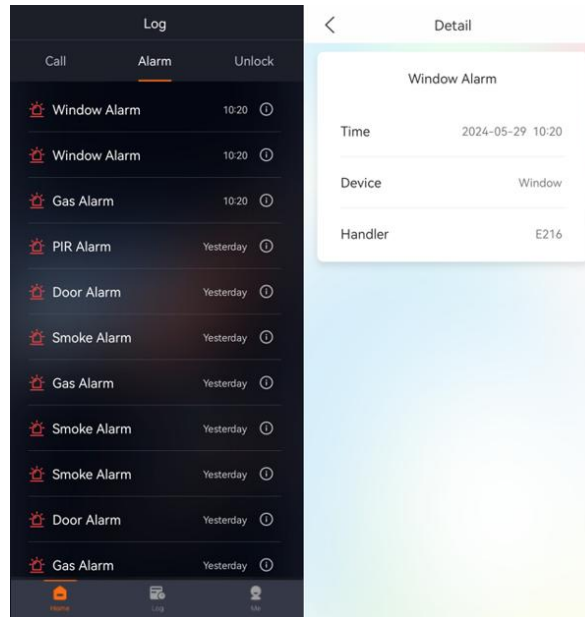 Log
Call Alarm Unlock
Window Alarm 10:20
Window Alarm 10:20
Gas Alarm 10:20
PIR Alarm Yesterday
Door Alarm Yesterday
Smoke Alarm Yesterday
Gas Alarm Yesterday
Smoke Alarm Yesterday
Smoke Alarm Yesterday
Door Alarm Yesterday
Gas Alarm Yesterday
Home Log Me
Detail
Window Alarm
Time 2024-05-29 10:20
Device Window
Handler E216